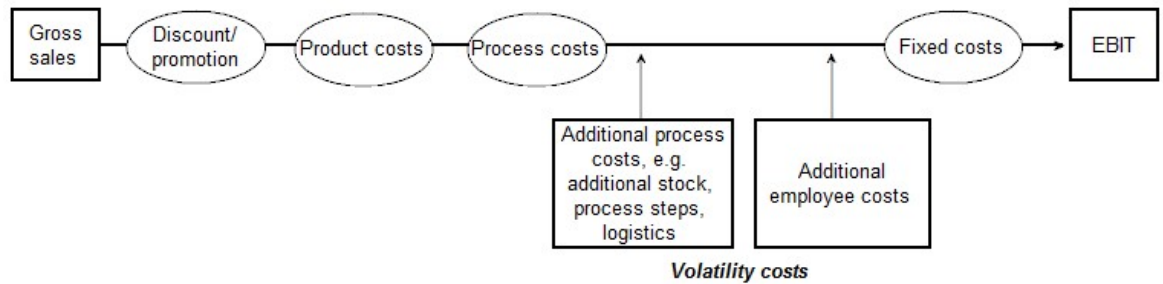 Gross
sales
Discount/
promotion
Product costs
Process costs
Fixed costs
EBIT
Additional process
costs, e.g.
additional stock,
process steps,
logistics
Additional
employee costs
Volatility costs